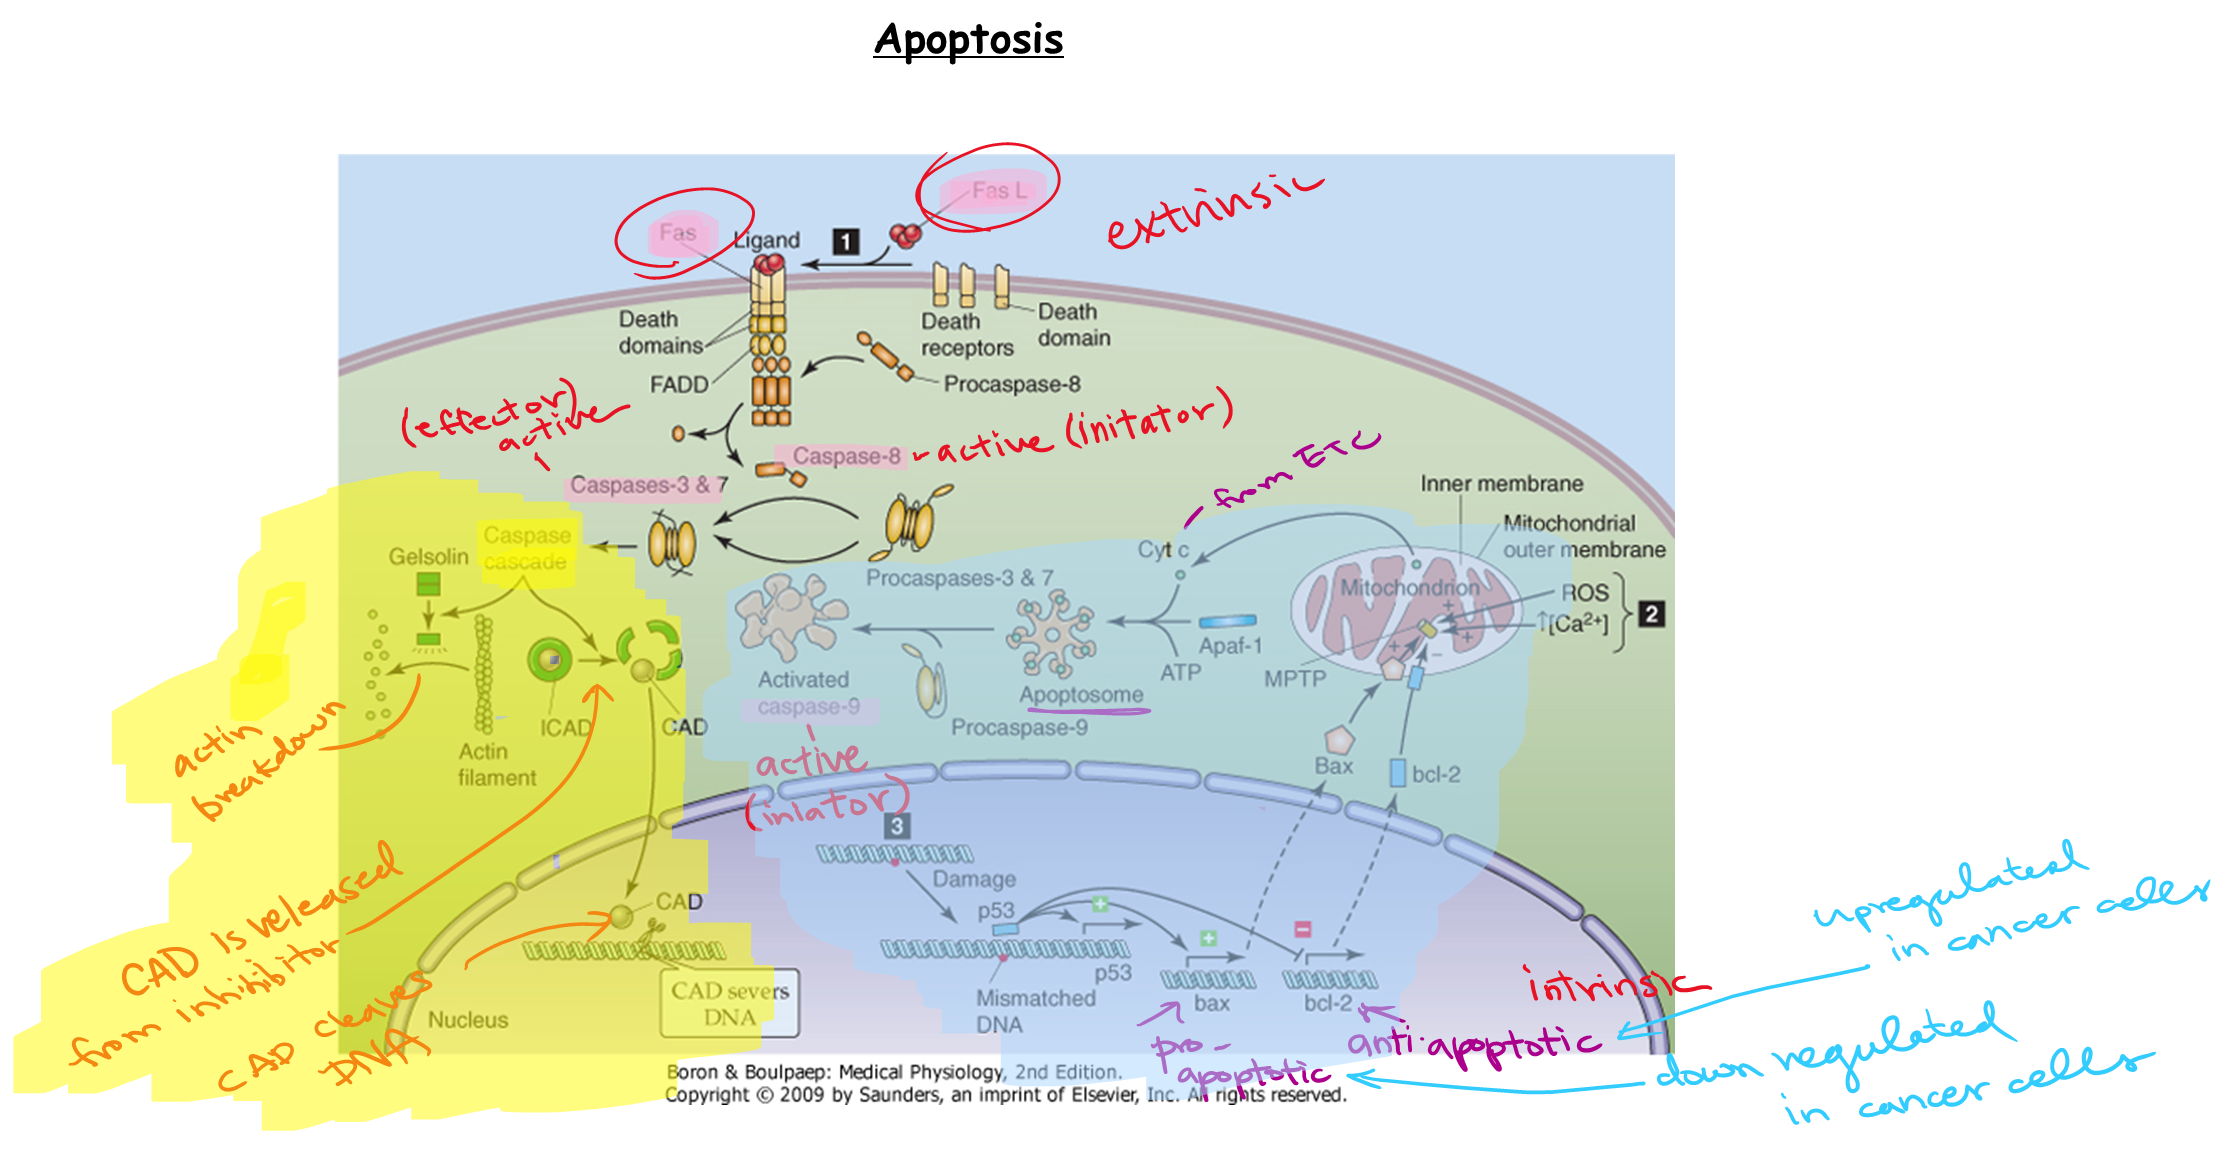 Apoptosis
Fas L
extrinsic
Fas
Ligand
1
Death
domains
Death
receptors
Death
domain
FADD
Procaspase-8
(effector)
active
Caspase-8
active (initator)
Caspases-3 & 7
from ETC
Inner membrane
Mitochondrial
outer membrane
Caspase
cascade
Gelsolin
Cyt c
Procaspases-3 & 7
Mitochondrion
ROS
↑[Ca²⁺]
2
+
+
+
−
Apaf-1
ATP
MPTP
Activated
caspase-9
Apoptosome
Procaspase-9
ICAD
CAD
Actin
filament
actin
breakdown
active
(iniator)
Bax
bcl-2
3
Damage
p53
+
+
−
p53
Mismatched
DNA
bax
bcl-2
CAD is released
from inhibitor
CAD
CAD cleaves
DNA
CAD severs
DNA
Nucleus
intrinsic
pro-
apoptotic
anti-apoptotic
upregulated
in cancer cells
down regulated
in cancer cells
Boron & Boulpaep: Medical Physiology, 2nd Edition.
Copyright © 2009 by Saunders, an imprint of Elsevier, Inc. All rights reserved.